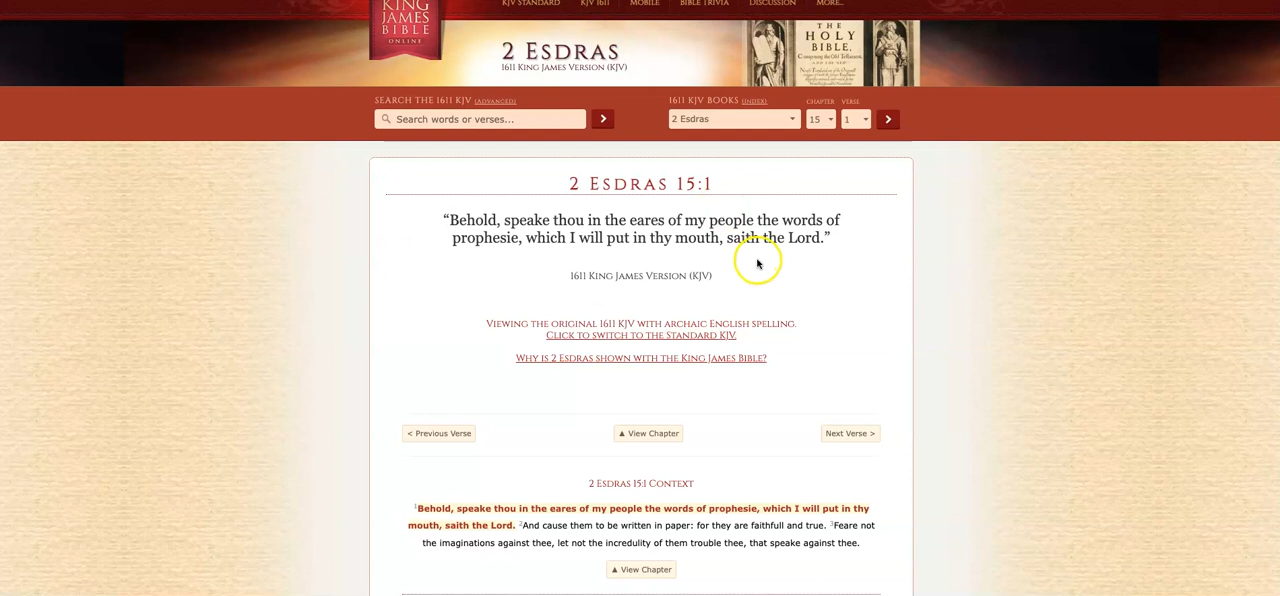 KING
JAMES
BIBLE
ONLINE
KJV STANDARD KJV 1611 MOBILE BIBLE TRIVIA DISCUSSION MORE...
2 ESDRAS
1611 KING JAMES VERSION (KJV)
THE
HOLY
BIBLE,
SEARCH THE 1611 KJV (ADVANCED)
1611 KJV BOOKS (INDEX) CHAPTER VERSE
Search words or verses...
2 Esdras 15 1
2 ESDRAS 15:1
“Behold, speake thou in the eares of my people the words of
prophesie, which I will put in thy mouth, saith the Lord.”
1611 KING JAMES VERSION (KJV)
VIEWING THE ORIGINAL 1611 KJV WITH ARCHAIC ENGLISH SPELLING.
CLICK TO SWITCH TO THE STANDARD KJV.
WHY IS 2 ESDRAS SHOWN WITH THE KING JAMES BIBLE?
< Previous Verse ▲ View Chapter Next Verse >
2 ESDRAS 15:1 CONTEXT
1Behold, speake thou in the eares of my people the words of prophesie, which I will put in thy
mouth, saith the Lord. 2And cause them to be written in paper: for they are faithfull and true. 3Feare not
the imaginations against thee, let not the incredulity of them trouble thee, that speake against thee.
▲ View Chapter